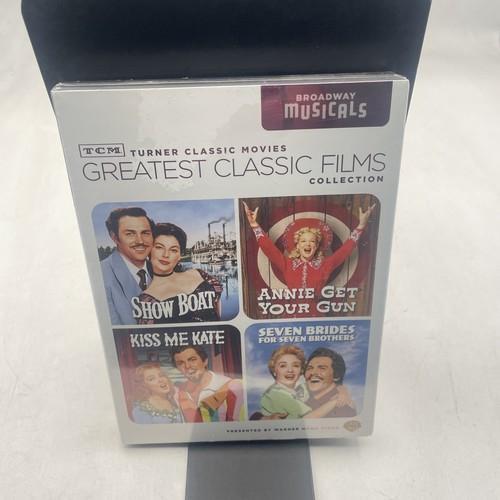 BROADWAY
MUSICALS
TCM TURNER CLASSIC MOVIES
GREATEST CLASSIC FILMS
COLLECTION
SHOW BOAT
ANNIE GET
YOUR GUN
KISS ME KATE
SEVEN BRIDES
FOR SEVEN BROTHERS
PRESENTED BY WARNER HOME VIDEO